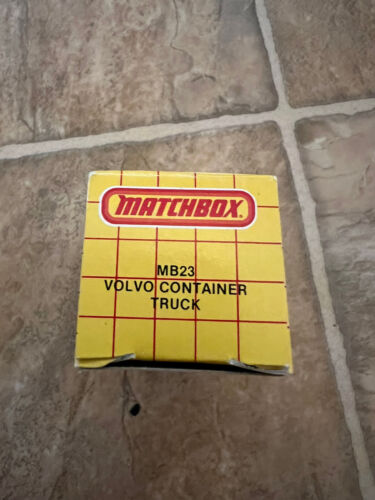 MATCHBOX
MB23
VOLVO CONTAINER
TRUCK